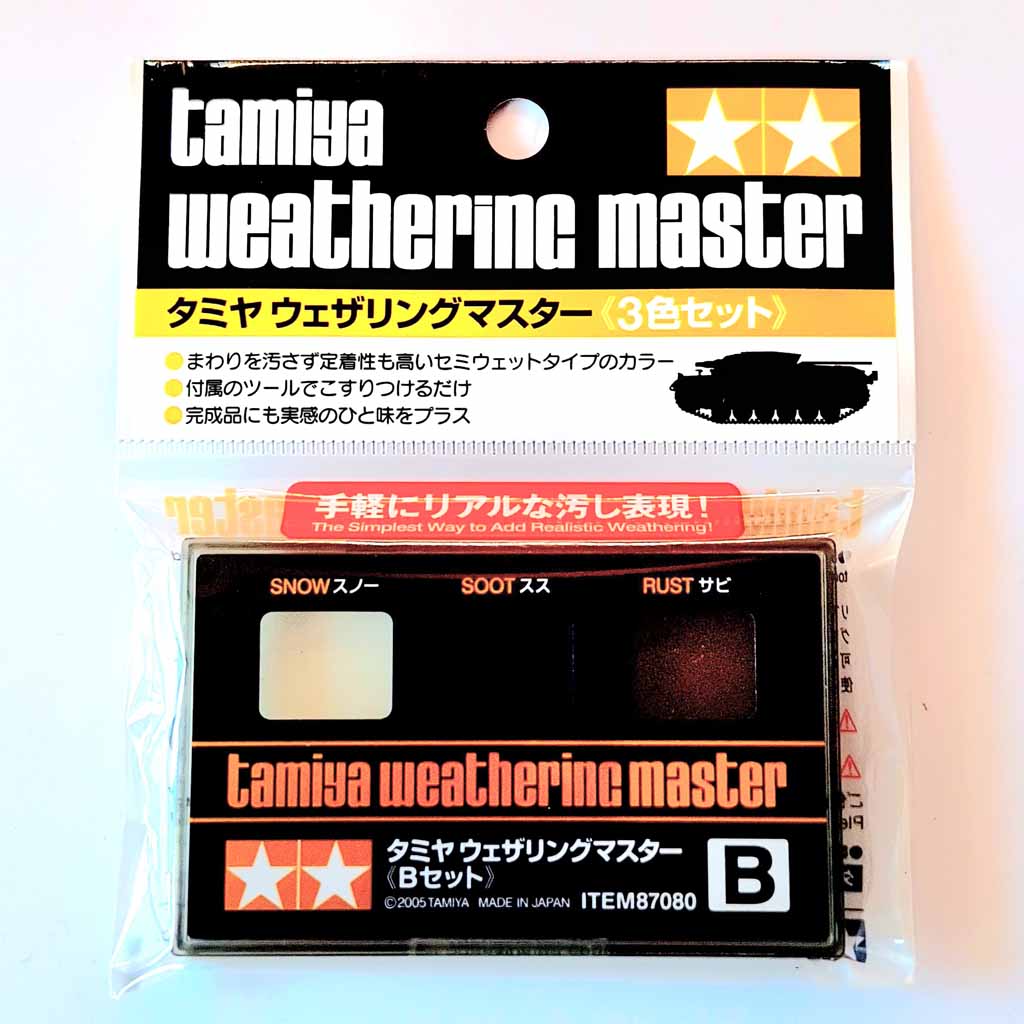 tamiya
weathering master
タミヤ ウェザリングマスター《3色セット》
まわりを汚さず定着性も高いセミウェットタイプのカラー
付属のツールでこすりつけるだけ
完成品にも実感のひと味をプラス
手軽にリアルな汚し表現!
The Simplest Way to Add Realistic Weathering!
SNOW スノー SOOT スス RUST サビ
tamiya weathering master
タミヤ ウェザリングマスター
《Bセット》
©2005 TAMIYA MADE IN JAPAN ITEM87080
B